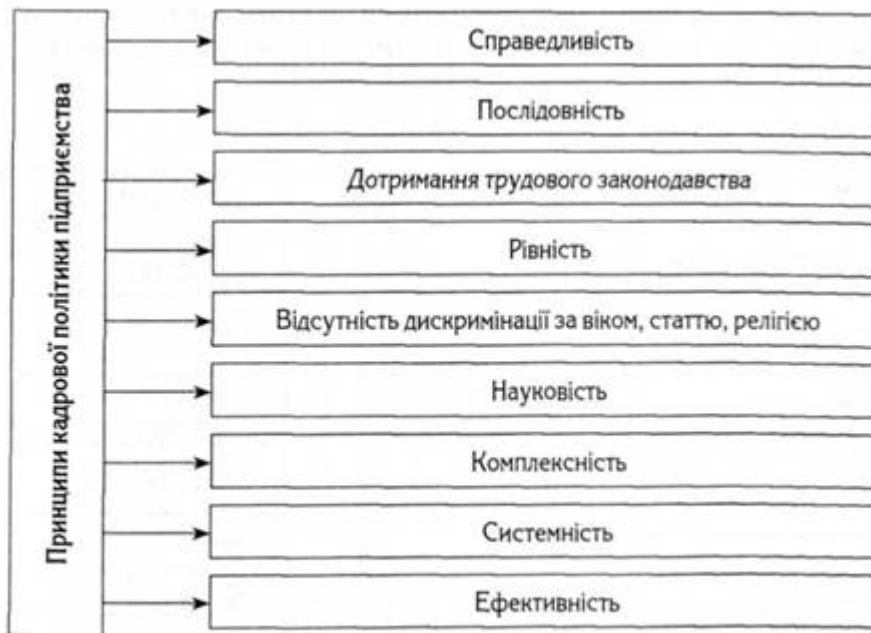 Принципи кадрової політики підприємства
Справедливість
Послідовність
Дотримання трудового законодавства
Рівність
Відсутність дискримінації за віком, статтю, релігією
Науковість
Комплексність
Системність
Ефективність